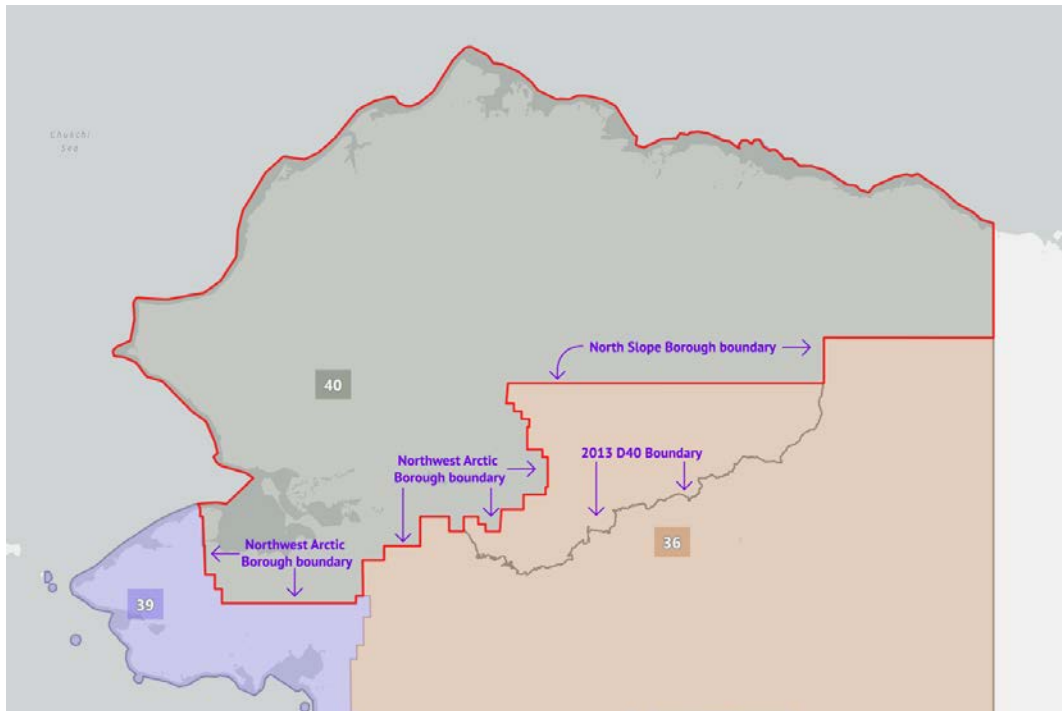 Chukchi
Sea
North Slope Borough boundary
40
Northwest Arctic
Borough boundary
2013 D40 Boundary
36
Northwest Arctic
Borough boundary
39